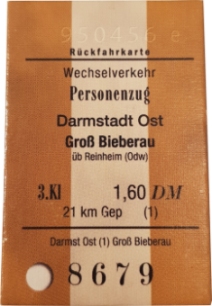 930456 e
Rückfahrkarte
Wechselverkehr
Personenzug
Darmstadt Ost
Groß Bieberau
üb Reinheim (Odw)
3.Kl 1,60 DM
21 km Gep (1)
Darmst Ost (1) Groß Bieberau
8679